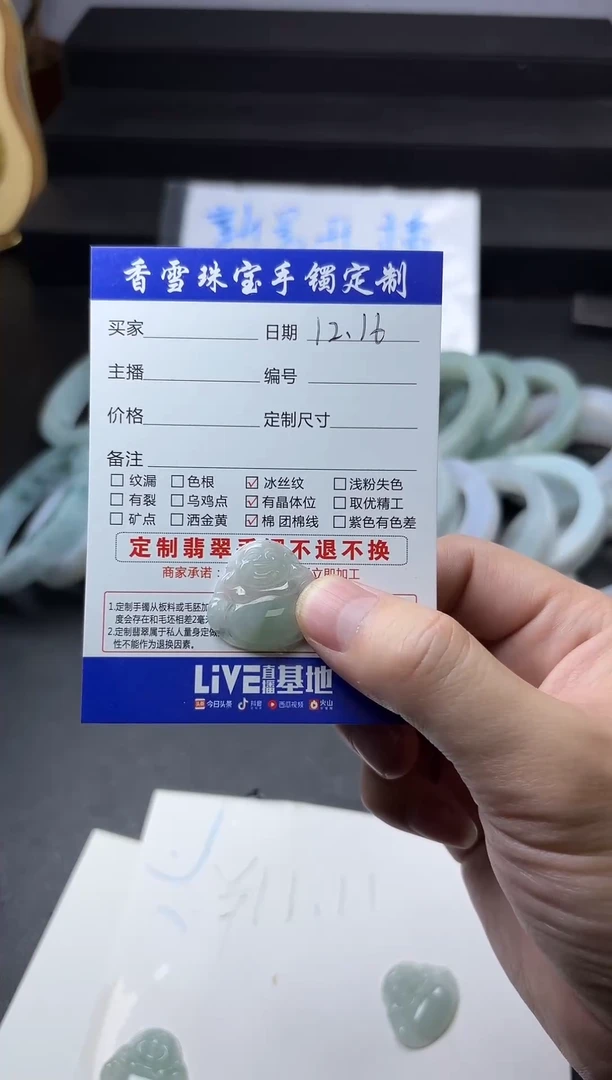 香雪珠宝手镯定制
买家 日期 12.16
主播 编号
价格 定制尺寸
备注
纹漏 色根 冰丝纹 浅粉失色
有裂 乌鸡点 有晶体位 取优精工
矿点 洒金黄 棉 团棉线 紫色有色差
定制翡翠手镯不退不换
商家承诺: 立即加工
1.定制手镯从板料或毛胚加
度会存在和毛坯相差2毫
2.定制翡翠属于私人量身定
性不能作为退换因素。
LiVE直播基地
今日头条 抖音 西瓜视频 火山